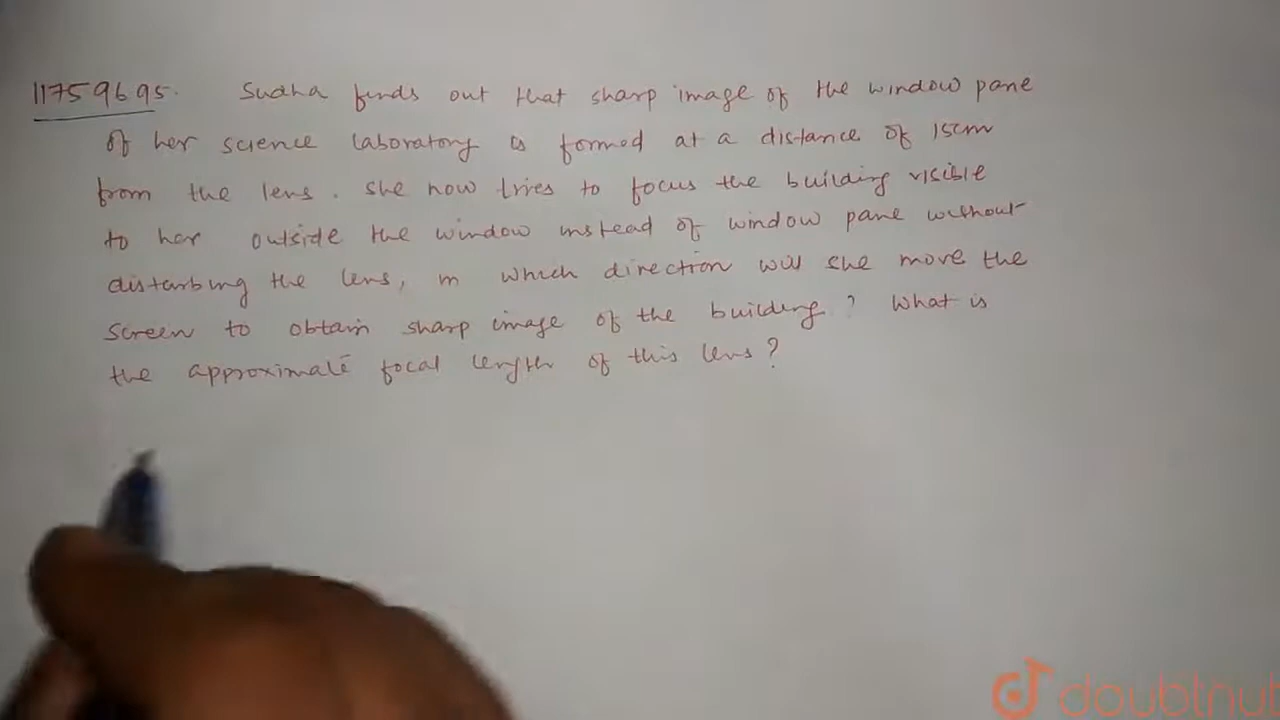 11759695. Sudha finds out that sharp image of the window pane
of her science laboratory is formed at a distance of 15cm
from the lens. She now tries to focus the building visible
to her outside the window instead of window pane without
disturbing the lens, in which direction will she move the
screen to obtain sharp image of the building? What is
the approximate focal length of this lens?
doubtnut